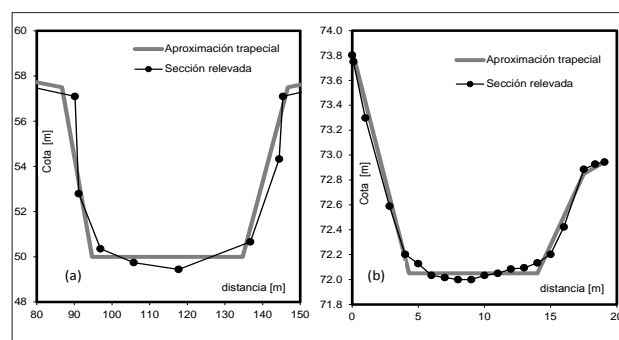 60
58
56
54
52
50
48
Cota [m]
Aproximación trapecial
Sección relevada
(a)
distancia [m]
80 90 100 110 120 130 140 150
74.0
73.8
73.6
73.4
73.2
73.0
72.8
72.6
72.4
72.2
72.0
71.8
Cota [m]
Aproximación trapecial
Sección relevada
(b)
distancia [m]
0 5 10 15 20